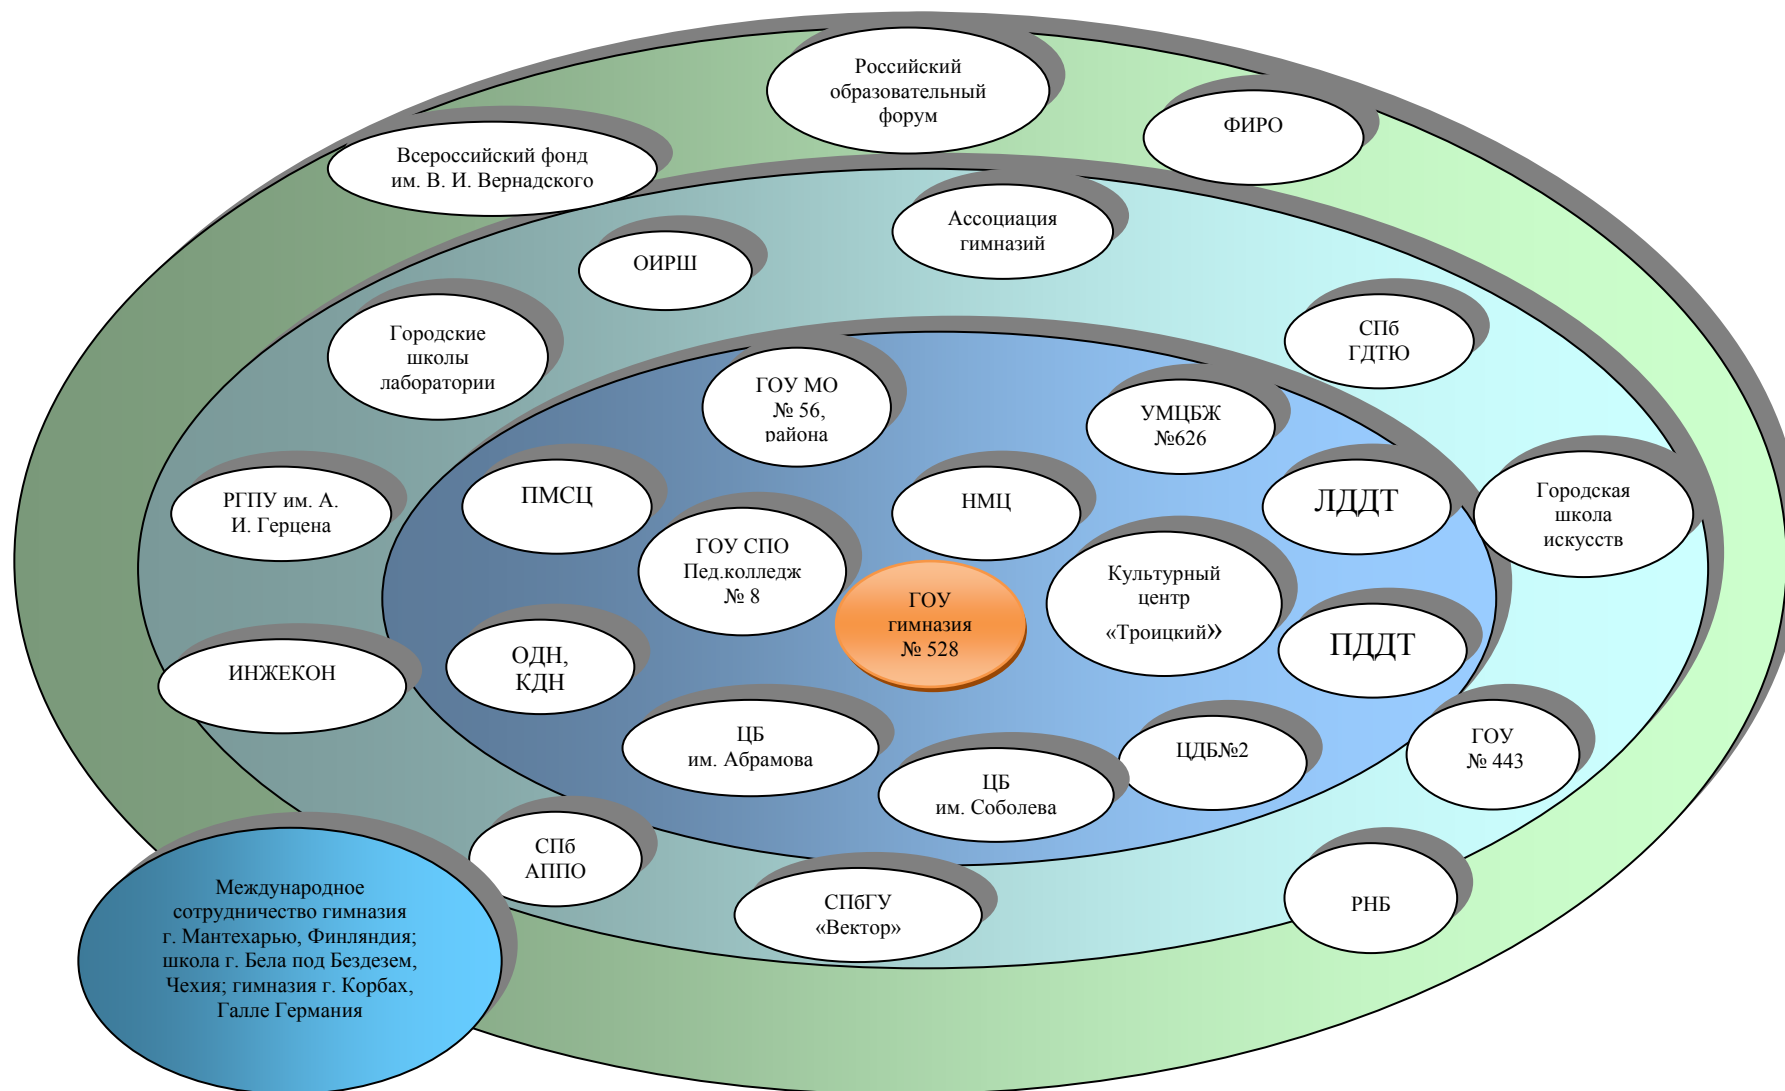 Российский
образовательный
форум
ФИРО
Всероссийский фонд
им. В. И. Вернадского
Ассоциация
гимназий
ОИРШ
Городские
школы
лаборатории
СПб
ГДТЮ
ГОУ МО
№ 56,
района
УМЦБЖ
№626
РГПУ им. А.
И. Герцена
ПМСЦ
НМЦ
ЛДДТ
Городская
школа
искусств
ГОУ СПО
Пед.колледж
№ 8
Культурный
центр
«Троицкий»
ГОУ
гимназия
№ 528
ИНЖЕКОН
ОДН,
КДН
ПДДТ
ЦБ
им. Абрамова
ЦБ
им. Соболева
ЦДБ№2
ГОУ
№ 443
СПб
АППО
СПбГУ
«Вектор»
РНБ
Международное
сотрудничество гимназия
г. Мантехарью, Финляндия;
школа г. Бела под Бездезем,
Чехия; гимназия г. Корбах,
Галле Германия